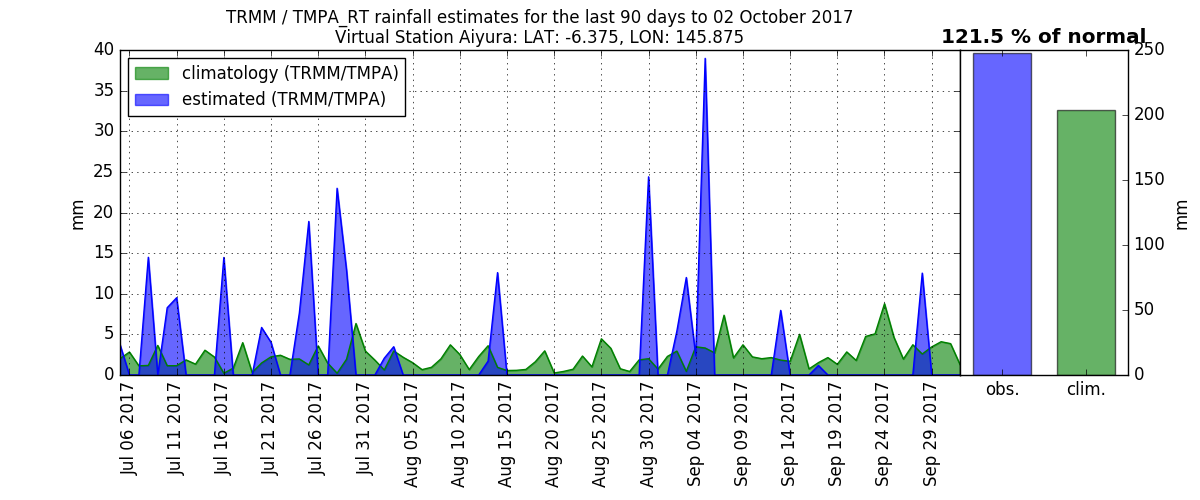 TRMM / TMPA_RT rainfall estimates for the last 90 days to 02 October 2017
Virtual Station Aiyura: LAT: -6.375, LON: 145.875
121.5 % of normal
climatology (TRMM/TMPA)
estimated (TRMM/TMPA)
40
35
30
25
20
15
10
5
0
mm
Jul 06 2017
Jul 11 2017
Jul 16 2017
Jul 21 2017
Jul 26 2017
Jul 31 2017
Aug 05 2017
Aug 10 2017
Aug 15 2017
Aug 20 2017
Aug 25 2017
Aug 30 2017
Sep 04 2017
Sep 09 2017
Sep 14 2017
Sep 19 2017
Sep 24 2017
Sep 29 2017
obs.
clim.
250
200
150
100
50
0
mm